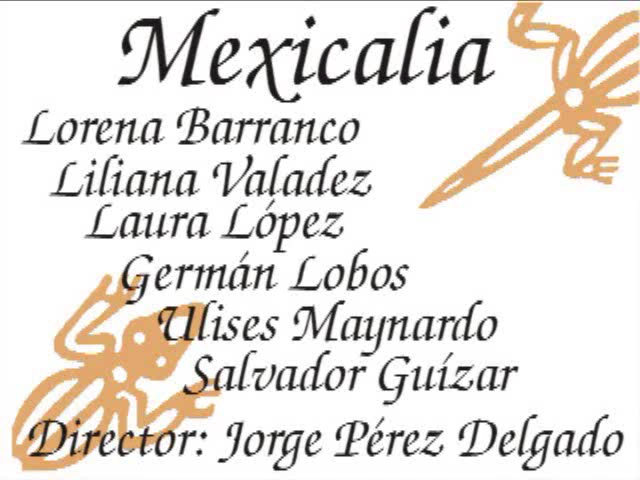 Mexicalia
Lorena Barranco
Liliana Valadez
Laura López
Germán Lobos
Ulises Maynardo
Salvador Guízar
Director: Jorge Pérez Delgado